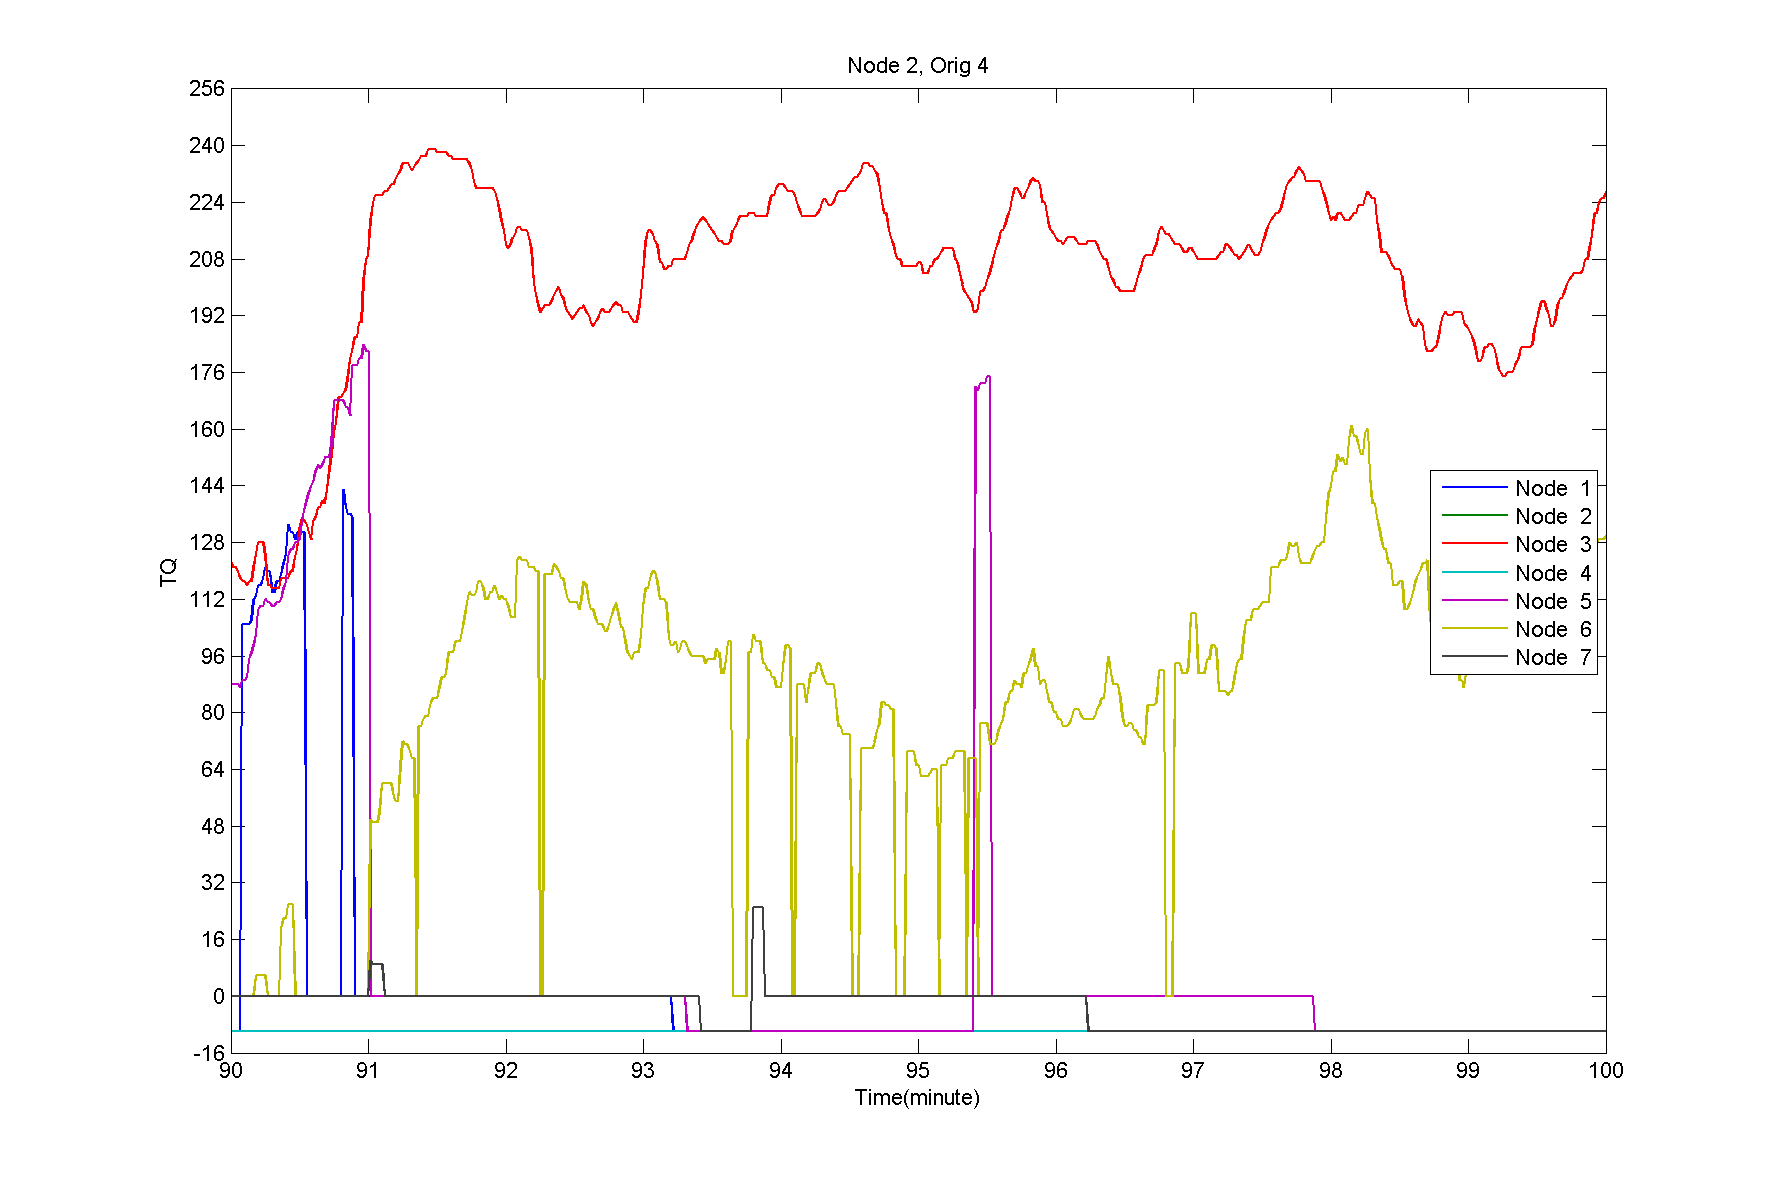 Node 2, Orig 4
256
240
224
208
192
176
160
144
128
112
96
80
64
48
32
16
0
-16
TQ
Node 1
Node 2
Node 3
Node 4
Node 5
Node 6
Node 7
90 91 92 93 94 95 96 97 98 99 100
Time(minute)